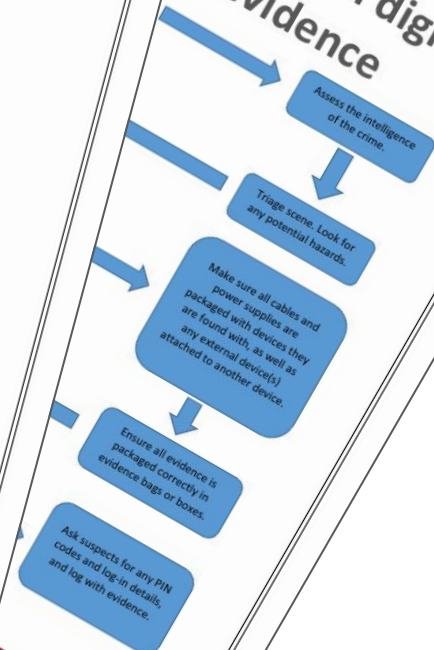 evidence
Assess the intelligence
of the crime.
Triage scene. Look for
any potential hazards.
Make sure all cables and
power supplies are
packaged with devices they
are found with, as well as
any external device(s)
attached to another device.
Ensure all evidence is
packaged correctly in
evidence bags or boxes.
Ask suspects for any PIN
codes and log-in details,
and log with evidence.